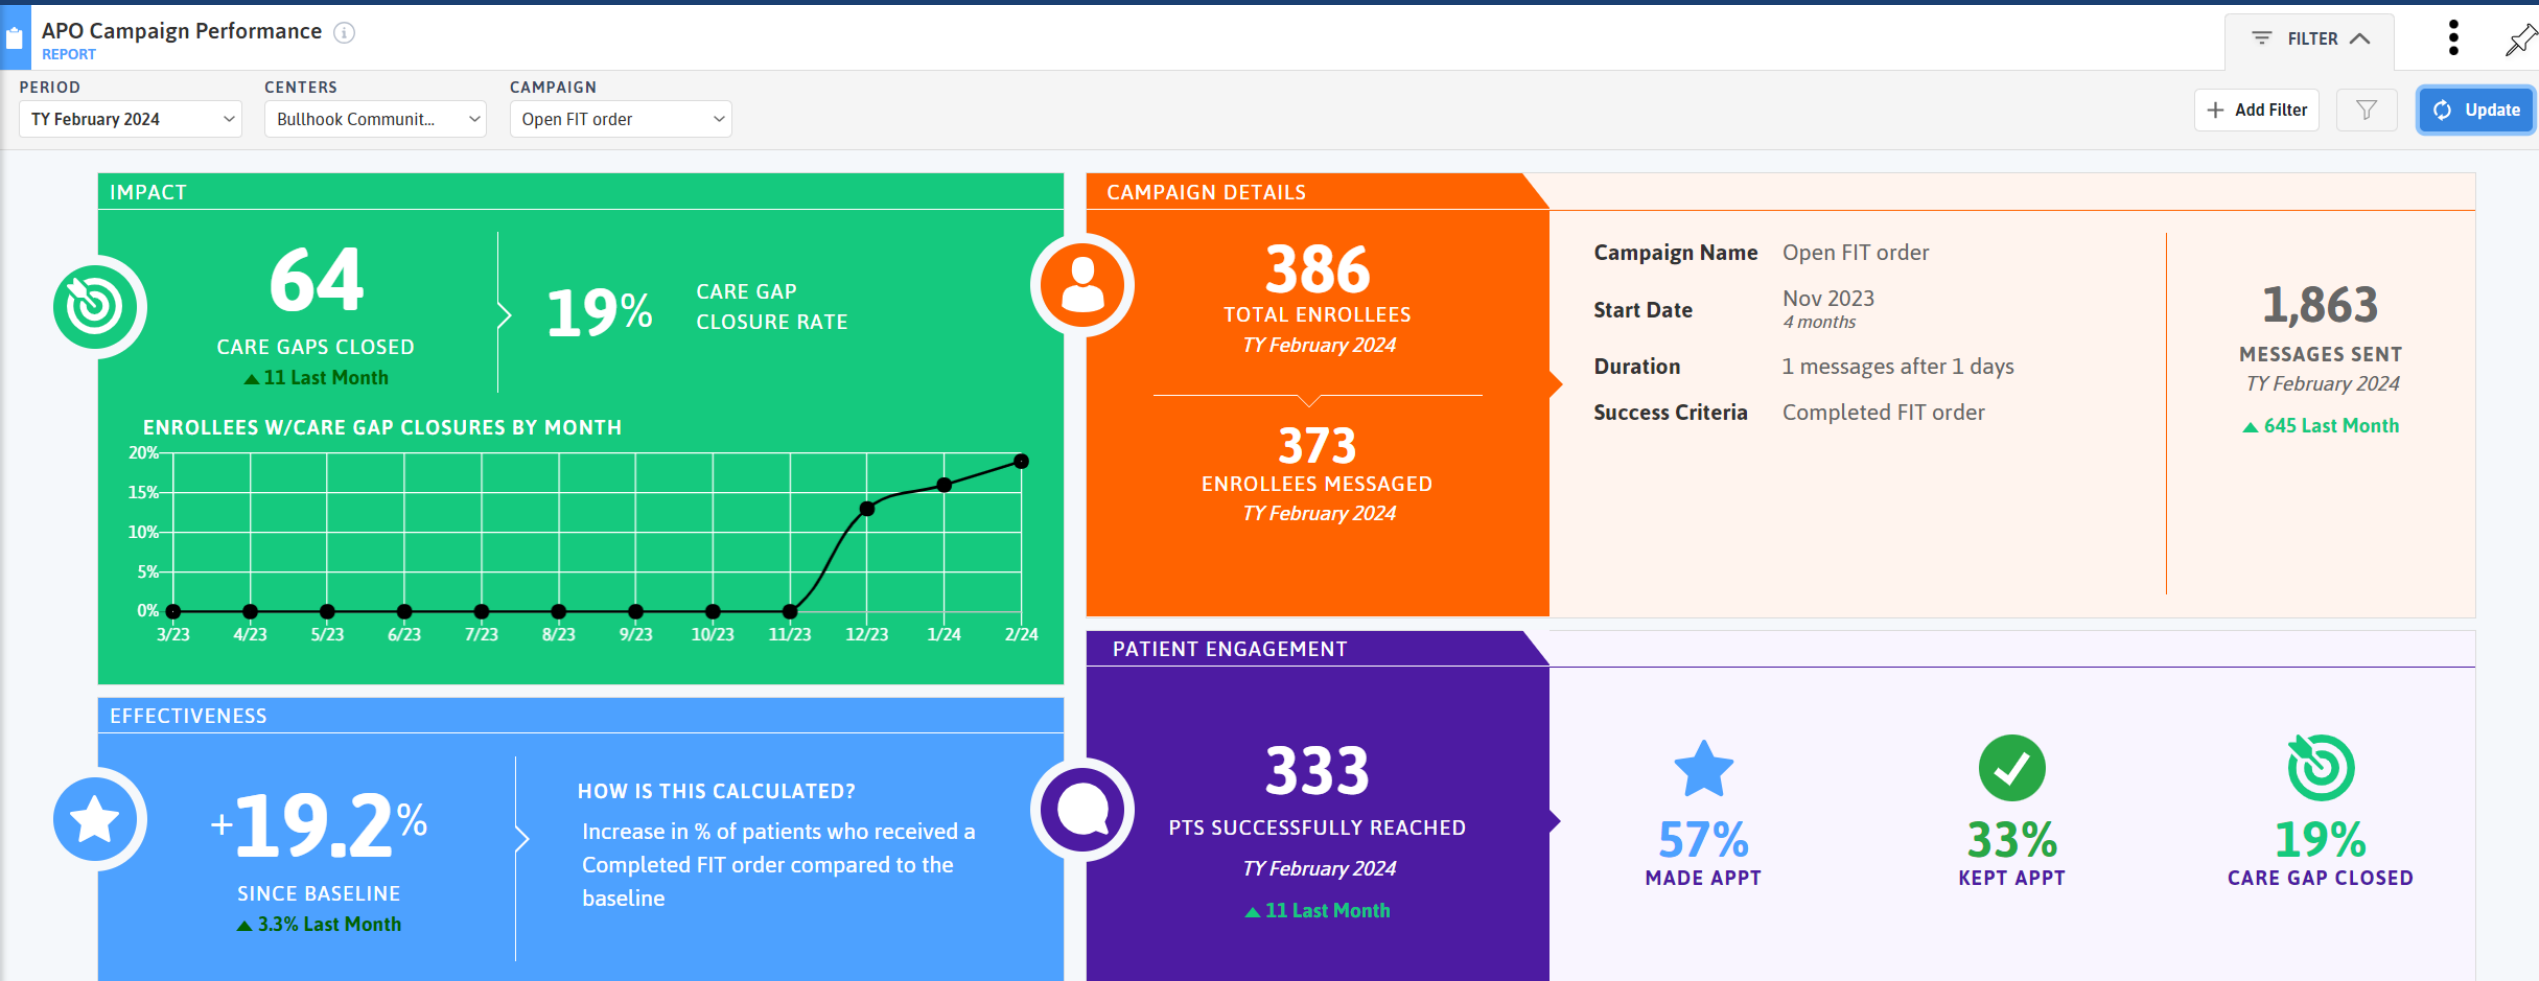 APO Campaign Performance
REPORT
FILTER
PERIOD
CENTERS
CAMPAIGN
TY February 2024
Bullhook Communit...
Open FIT order
Add Filter
Update
IMPACT
64
CARE GAPS CLOSED
11 Last Month
19%
CARE GAP
CLOSURE RATE
ENROLLEES W/CARE GAP CLOSURES BY MONTH
20%
15%
10%
5%
0%
3/23 4/23 5/23 6/23 7/23 8/23 9/23 10/23 11/23 12/23 1/24 2/24
CAMPAIGN DETAILS
386
TOTAL ENROLLEES
TY February 2024
373
ENROLLEES MESSAGED
TY February 2024
Campaign Name Open FIT order
Start Date Nov 2023
4 months
Duration 1 messages after 1 days
Success Criteria Completed FIT order
1,863
MESSAGES SENT
TY February 2024
645 Last Month
EFFECTIVENESS
+19.2%
SINCE BASELINE
3.3% Last Month
HOW IS THIS CALCULATED?
Increase in % of patients who received a
Completed FIT order compared to the
baseline
PATIENT ENGAGEMENT
333
PTS SUCCESSFULLY REACHED
TY February 2024
11 Last Month
57%
MADE APPT
33%
KEPT APPT
19%
CARE GAP CLOSED